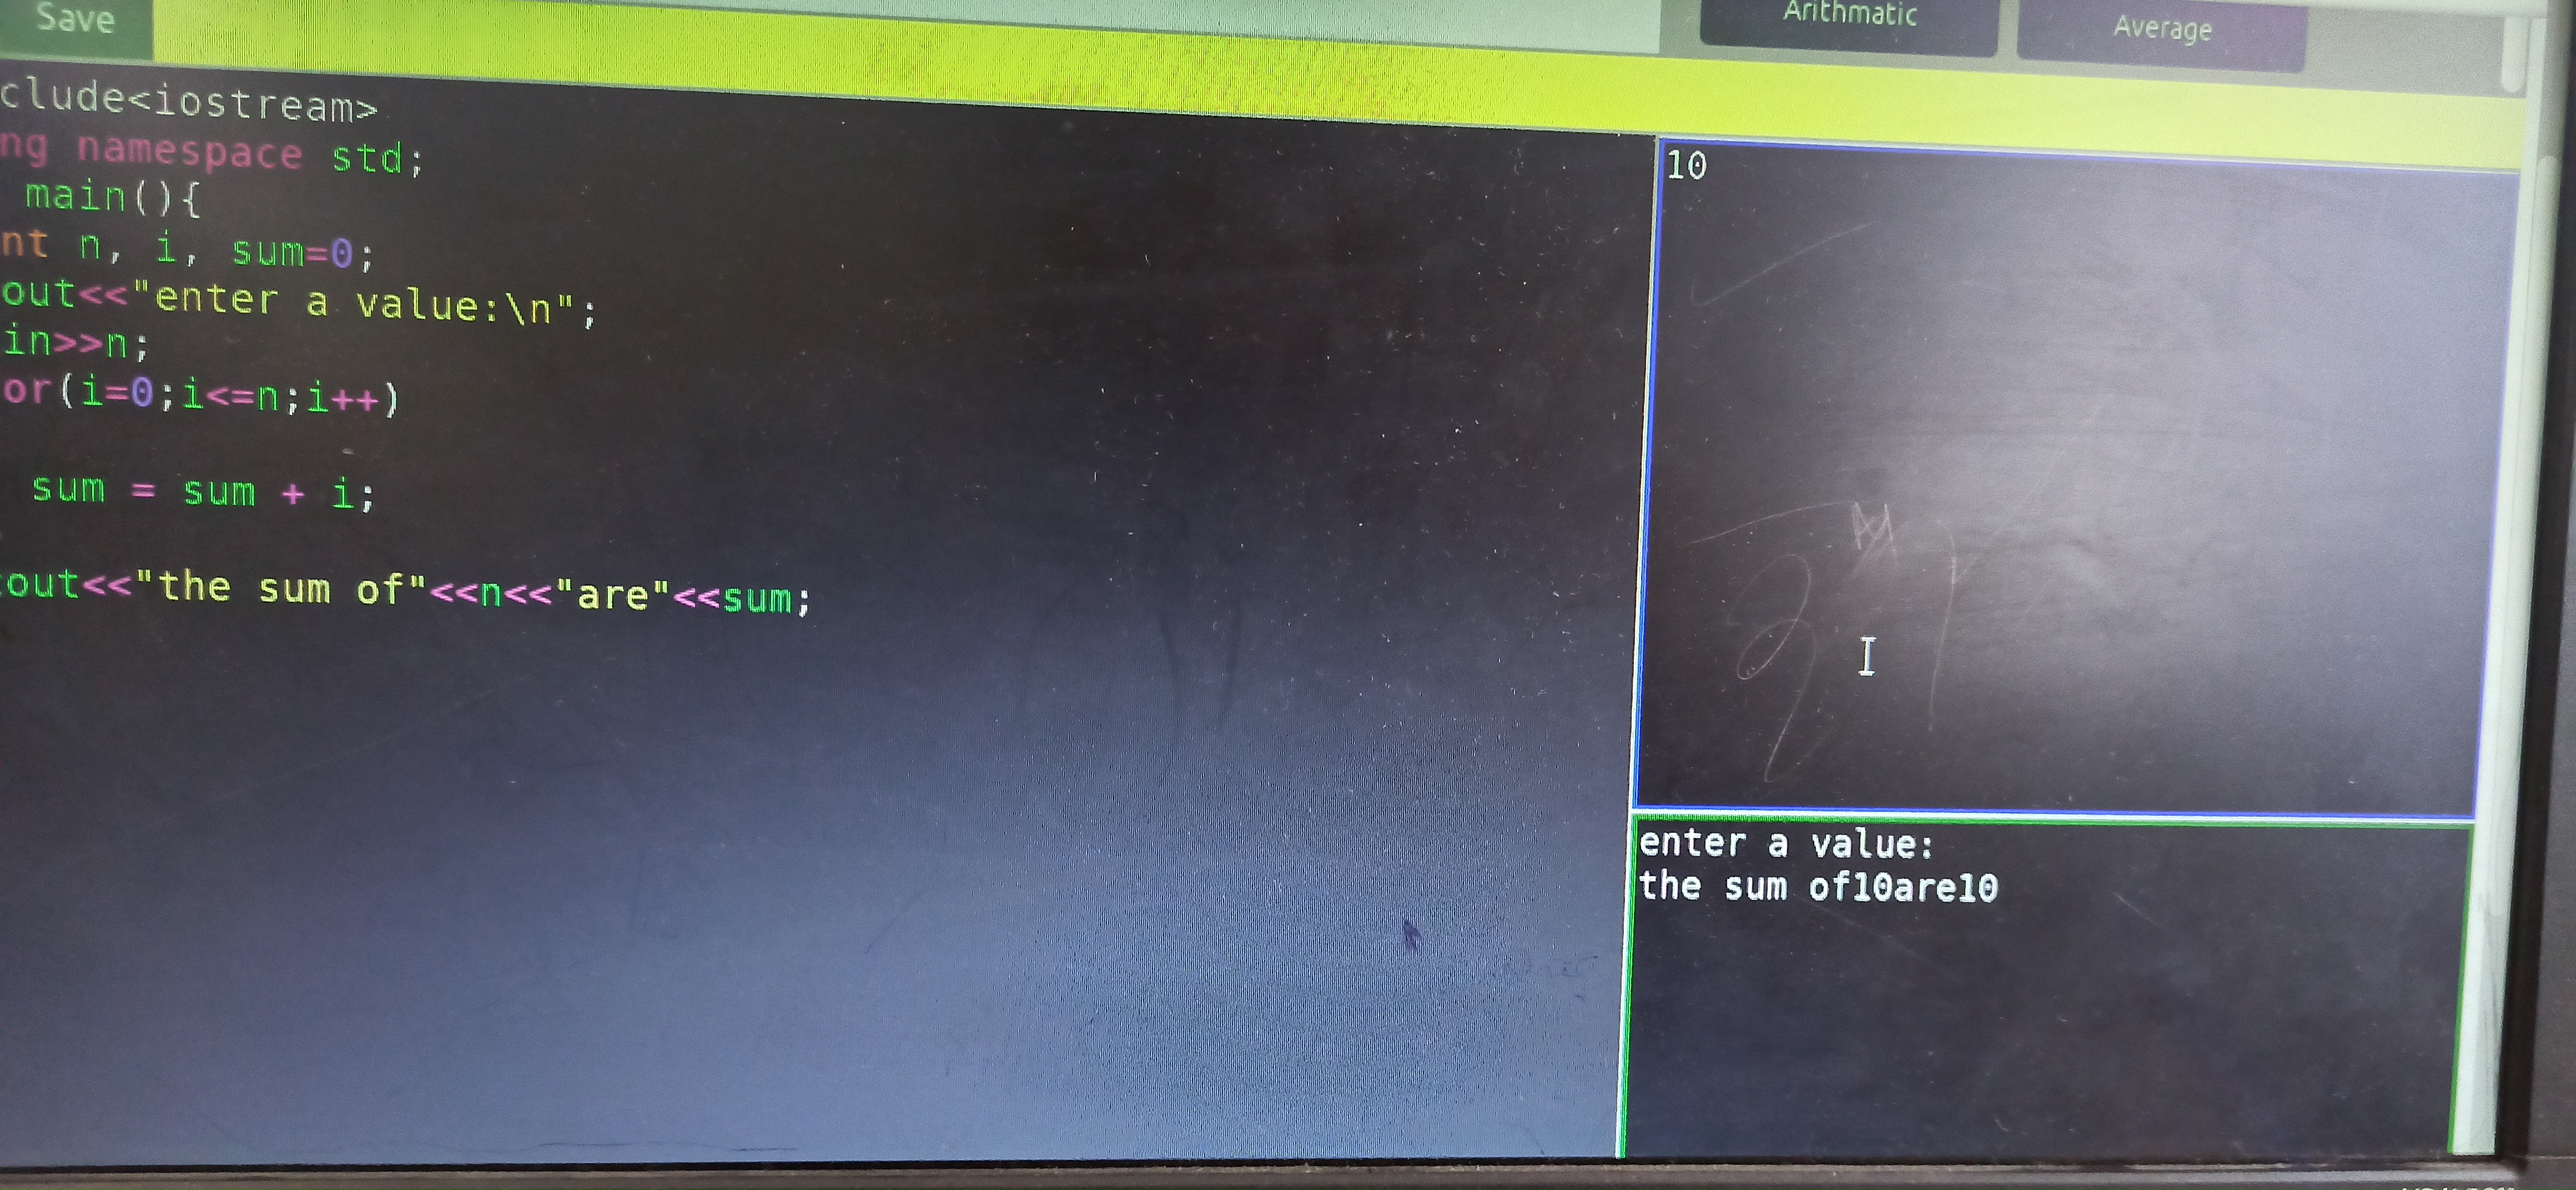 Save
Arithmatic
Average
clude<iostream>
ng namespace std;
main(){
nt n, i, sum=0;
out<<"enter a value:\n";
in>>n;
or(i=0;i<=n;i++)
sum = sum + i;
cout<<"the sum of"<<n<<"are"<<sum;
10
enter a value:
the sum of10are10